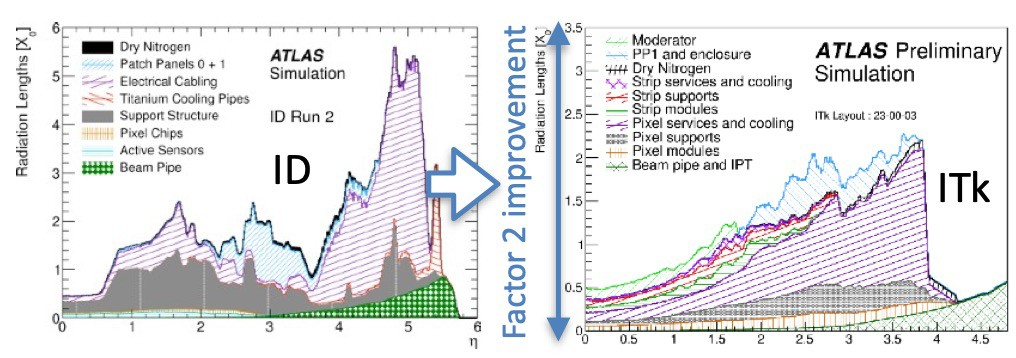 Radiation Lengths [X₀]
6
5
4
3
2
1
0
Dry Nitrogen
Patch Panels 0 + 1
Electrical Cabling
Titanium Cooling Pipes
Support Structure
Pixel Chips
Active Sensors
Beam Pipe
ATLAS
Simulation
ID Run 2
ID
0 1 2 3 4 5 6
η
Factor 2 improvement
Radiation Lengths [X₀]
3.5
3
2.5
2
1.5
1
0.5
0
Moderator
PP1 and enclosure
Dry Nitrogen
Strip services and cooling
Strip supports
Strip modules
Pixel services and cooling
Pixel supports
Pixel modules
Beam pipe and IPT
ATLAS Preliminary
Simulation
ITk Layout : 23-00-03
ITk
0 0.5 1 1.5 2 2.5 3 3.5 4 4.5